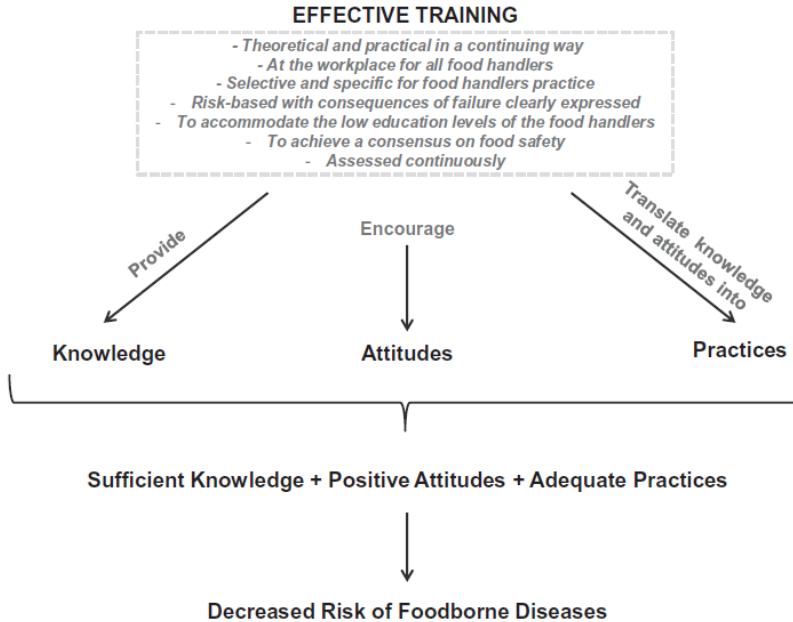 EFFECTIVE TRAINING
- Theoretical and practical in a continuing way
- At the workplace for all food handlers
- Selective and specific for food handlers practice
- Risk-based with consequences of failure clearly expressed
- To accommodate the low education levels of the food handlers
- To achieve a consensus on food safety
- Assessed continuously
Provide
Encourage
Translate knowledge
and attitudes into
Knowledge
Attitudes
Practices
Sufficient Knowledge + Positive Attitudes + Adequate Practices
Decreased Risk of Foodborne Diseases